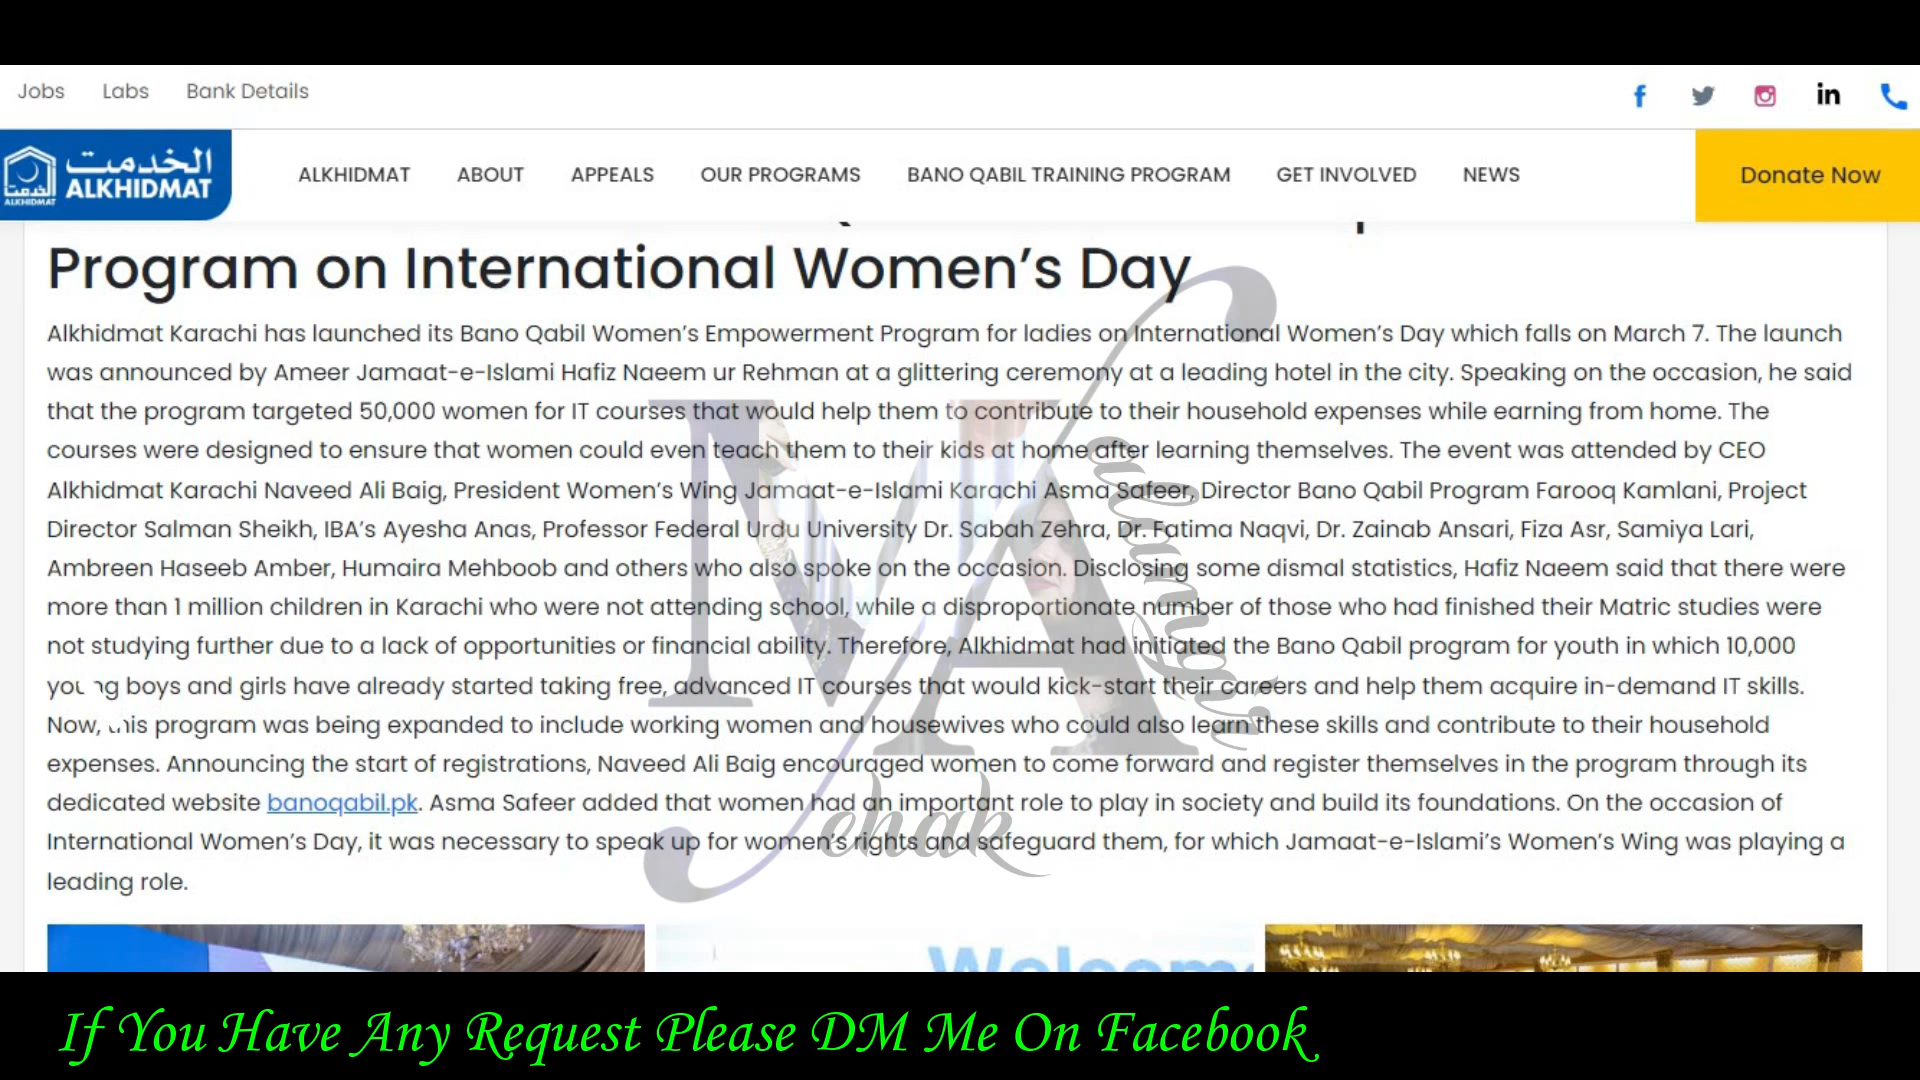 Jobs Labs Bank Details
الخدمت
ALKHIDMAT
الخدمت
ALKHIDMAT
ALKHIDMAT ABOUT APPEALS OUR PROGRAMS BANO QABIL TRAINING PROGRAM GET INVOLVED NEWS
Donate Now
Program on International Women’s Day
Alkhidmat Karachi has launched its Bano Qabil Women’s Empowerment Program for ladies on International Women’s Day which falls on March 7. The launch
was announced by Ameer Jamaat-e-Islami Hafiz Naeem ur Rehman at a glittering ceremony at a leading hotel in the city. Speaking on the occasion, he said
that the program targeted 50,000 women for IT courses that would help them to contribute to their household expenses while earning from home. The
courses were designed to ensure that women could even teach them to their kids at home after learning themselves. The event was attended by CEO
Alkhidmat Karachi Naveed Ali Baig, President Women’s Wing Jamaat-e-Islami Karachi Asma Safeer, Director Bano Qabil Program Farooq Kamlani, Project
Director Salman Sheikh, IBA’s Ayesha Anas, Professor Federal Urdu University Dr. Sabah Zehra, Dr. Fatima Naqvi, Dr. Zainab Ansari, Fiza Asr, Samiya Lari,
Ambreen Haseeb Amber, Humaira Mehboob and others who also spoke on the occasion. Disclosing some dismal statistics, Hafiz Naeem said that there were
more than 1 million children in Karachi who were not attending school, while a disproportionate number of those who had finished their Matric studies were
not studying further due to a lack of opportunities or financial ability. Therefore, Alkhidmat had initiated the Bano Qabil program for youth in which 10,000
young boys and girls have already started taking free, advanced IT courses that would kick-start their careers and help them acquire in-demand IT skills.
Now, this program was being expanded to include working women and housewives who could also learn these skills and contribute to their household
expenses. Announcing the start of registrations, Naveed Ali Baig encouraged women to come forward and register themselves in the program through its
dedicated website banoqabil.pk. Asma Safeer added that women had an important role to play in society and build its foundations. On the occasion of
International Women’s Day, it was necessary to speak up for women’s rights and safeguard them, for which Jamaat-e-Islami’s Women’s Wing was playing a
leading role.
MA
Welcome
If You Have Any Request Please DM Me On Facebook